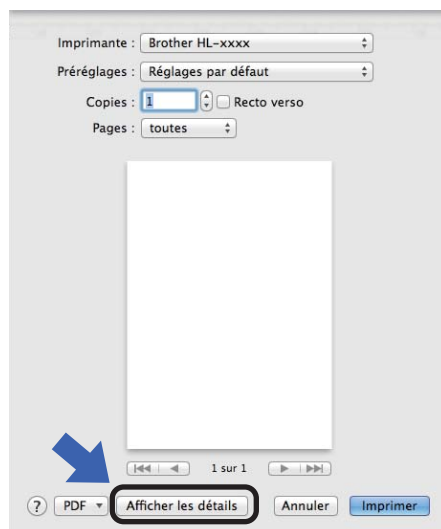 Imprimante : Brother HL-xxxx
Préréglages : Réglages par défaut
Copies : 1 Recto verso
Pages : toutes
1 sur 1
? PDF Afficher les détails Annuler Imprimer